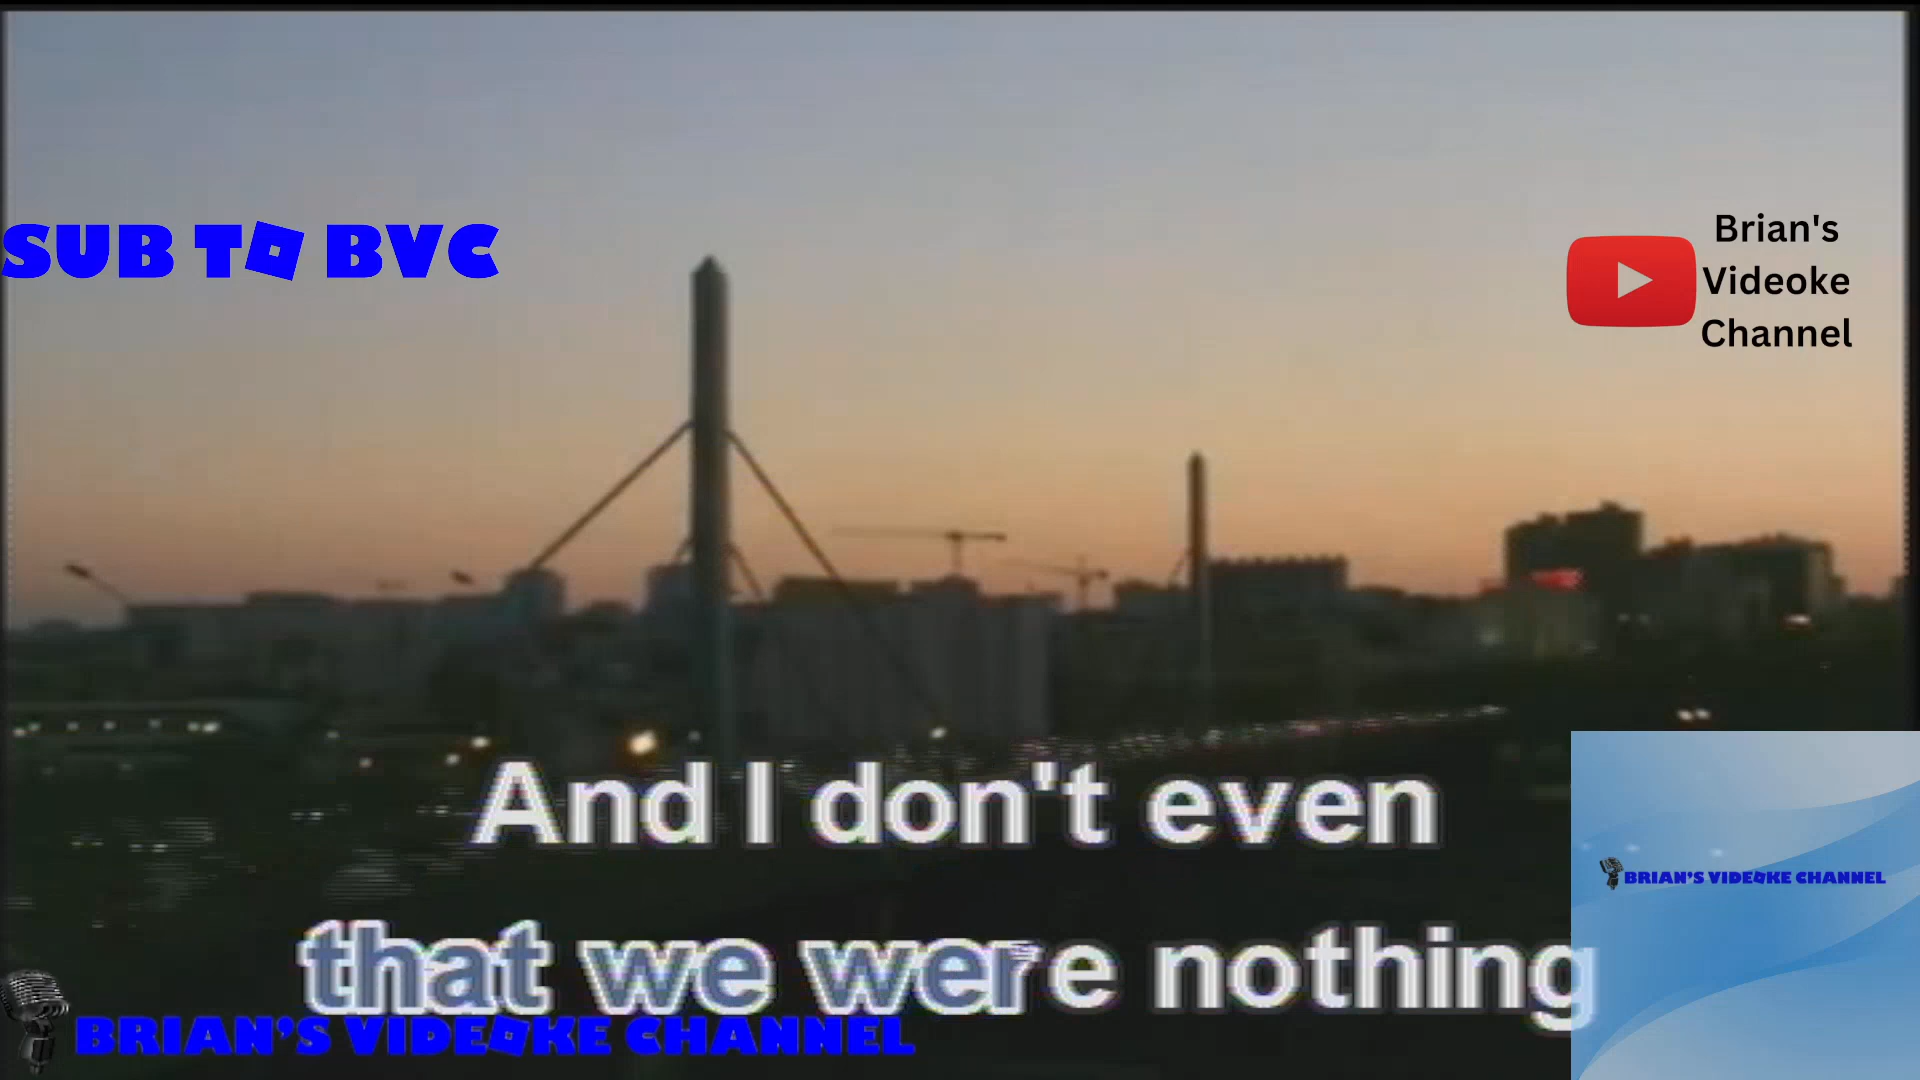 SUB TO BVC
Brian's
Videoke
Channel
And I don't even
that we were nothing
BRIAN'S VIDEOKE CHANNEL
BRIAN'S VIDEOKE CHANNEL